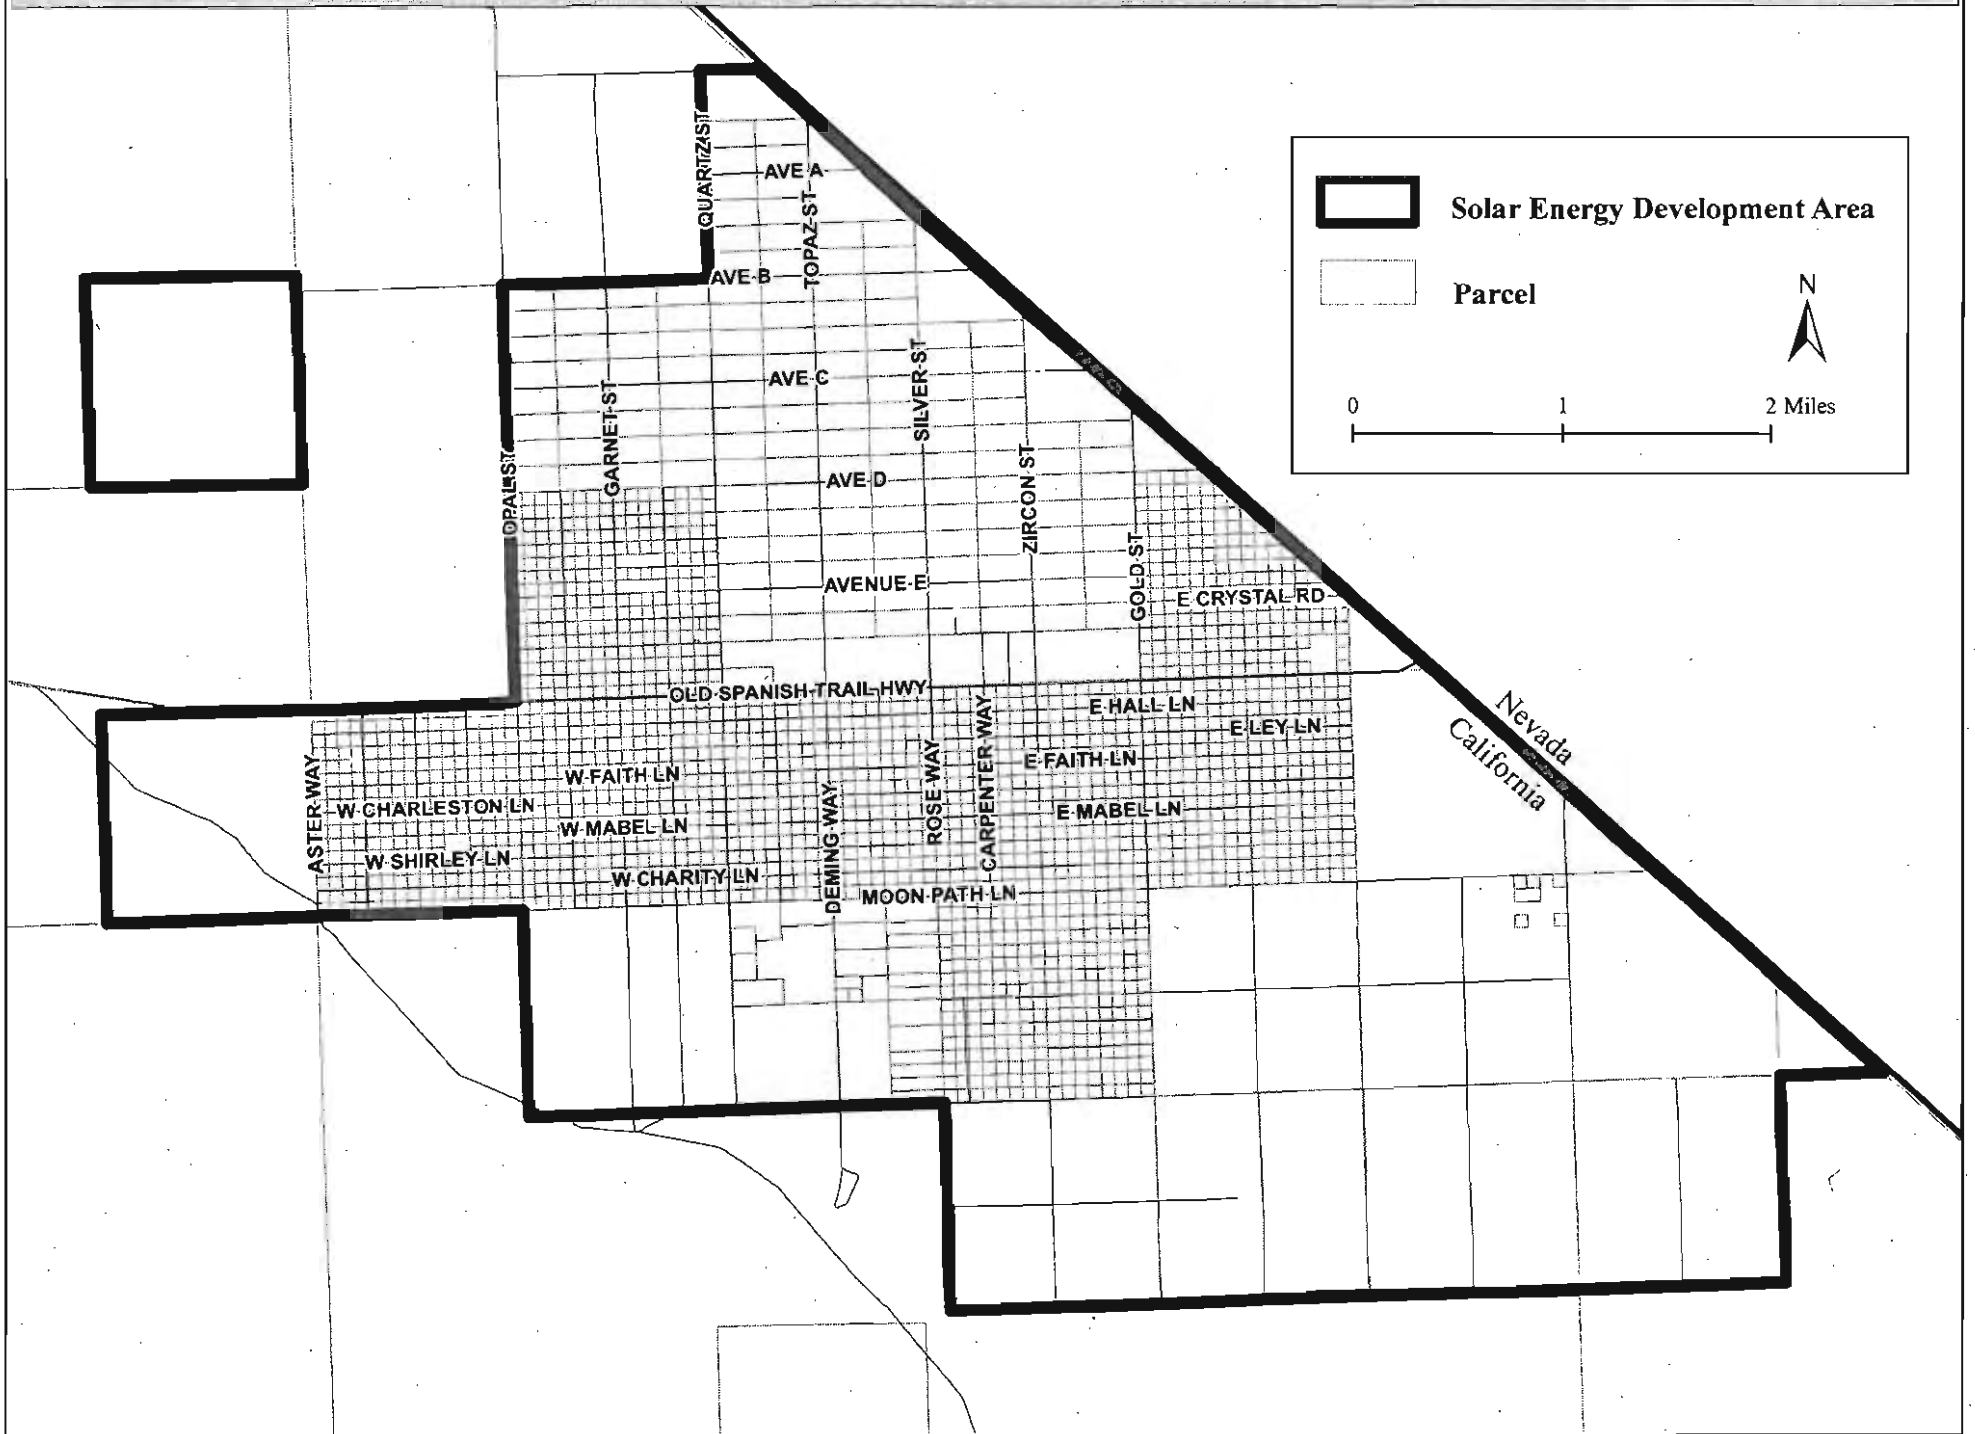 QUARTZ ST
AVE A
TOPAZ ST
AVE B
Solar Energy Development Area
Parcel
N
0 1 2 Miles
SILVER ST
AVE C
GARNET ST
OPAL ST
AVE D
ZIRCON ST
GOLD ST
AVENUE E
E CRYSTAL RD
OLD SPANISH TRAIL HWY
E HALL LN
E LEY LN
Nevada
California
ASTER WAY
W FAITH LN
W CHARLESTON LN
W MABEL LN
W SHIRLEY LN
W CHARITY LN
DEMING WAY
ROSE WAY
CARPENTER WAY
E FAITH LN
E MABEL LN
MOON PATH LN